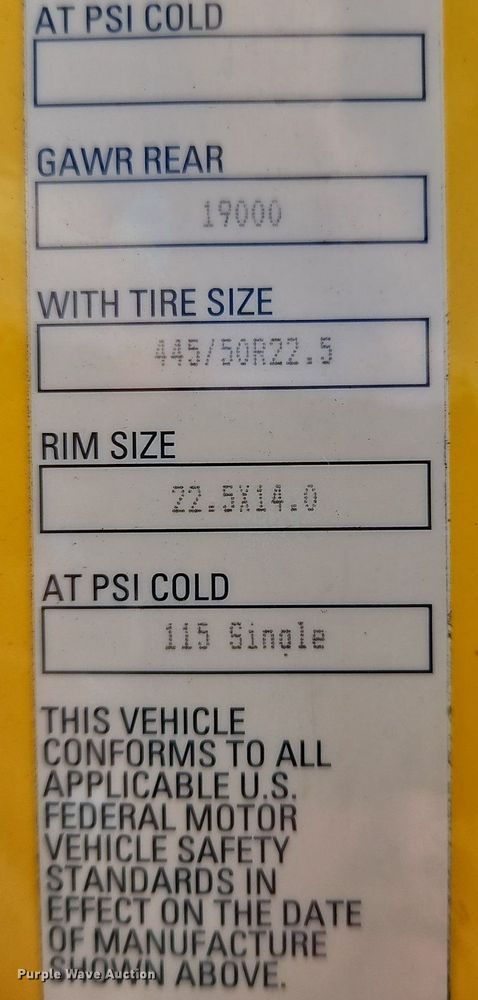 AT PSI COLD
GAWR REAR
19000
WITH TIRE SIZE
445/50R22.5
RIM SIZE
22.5X14.0
AT PSI COLD
115 Single
THIS VEHICLE
CONFORMS TO ALL
APPLICABLE U.S.
FEDERAL MOTOR
VEHICLE SAFETY
STANDARDS IN
EFFECT ON THE DATE
OF MANUFACTURE
SHOWN ABOVE.
Purple Wave Auction